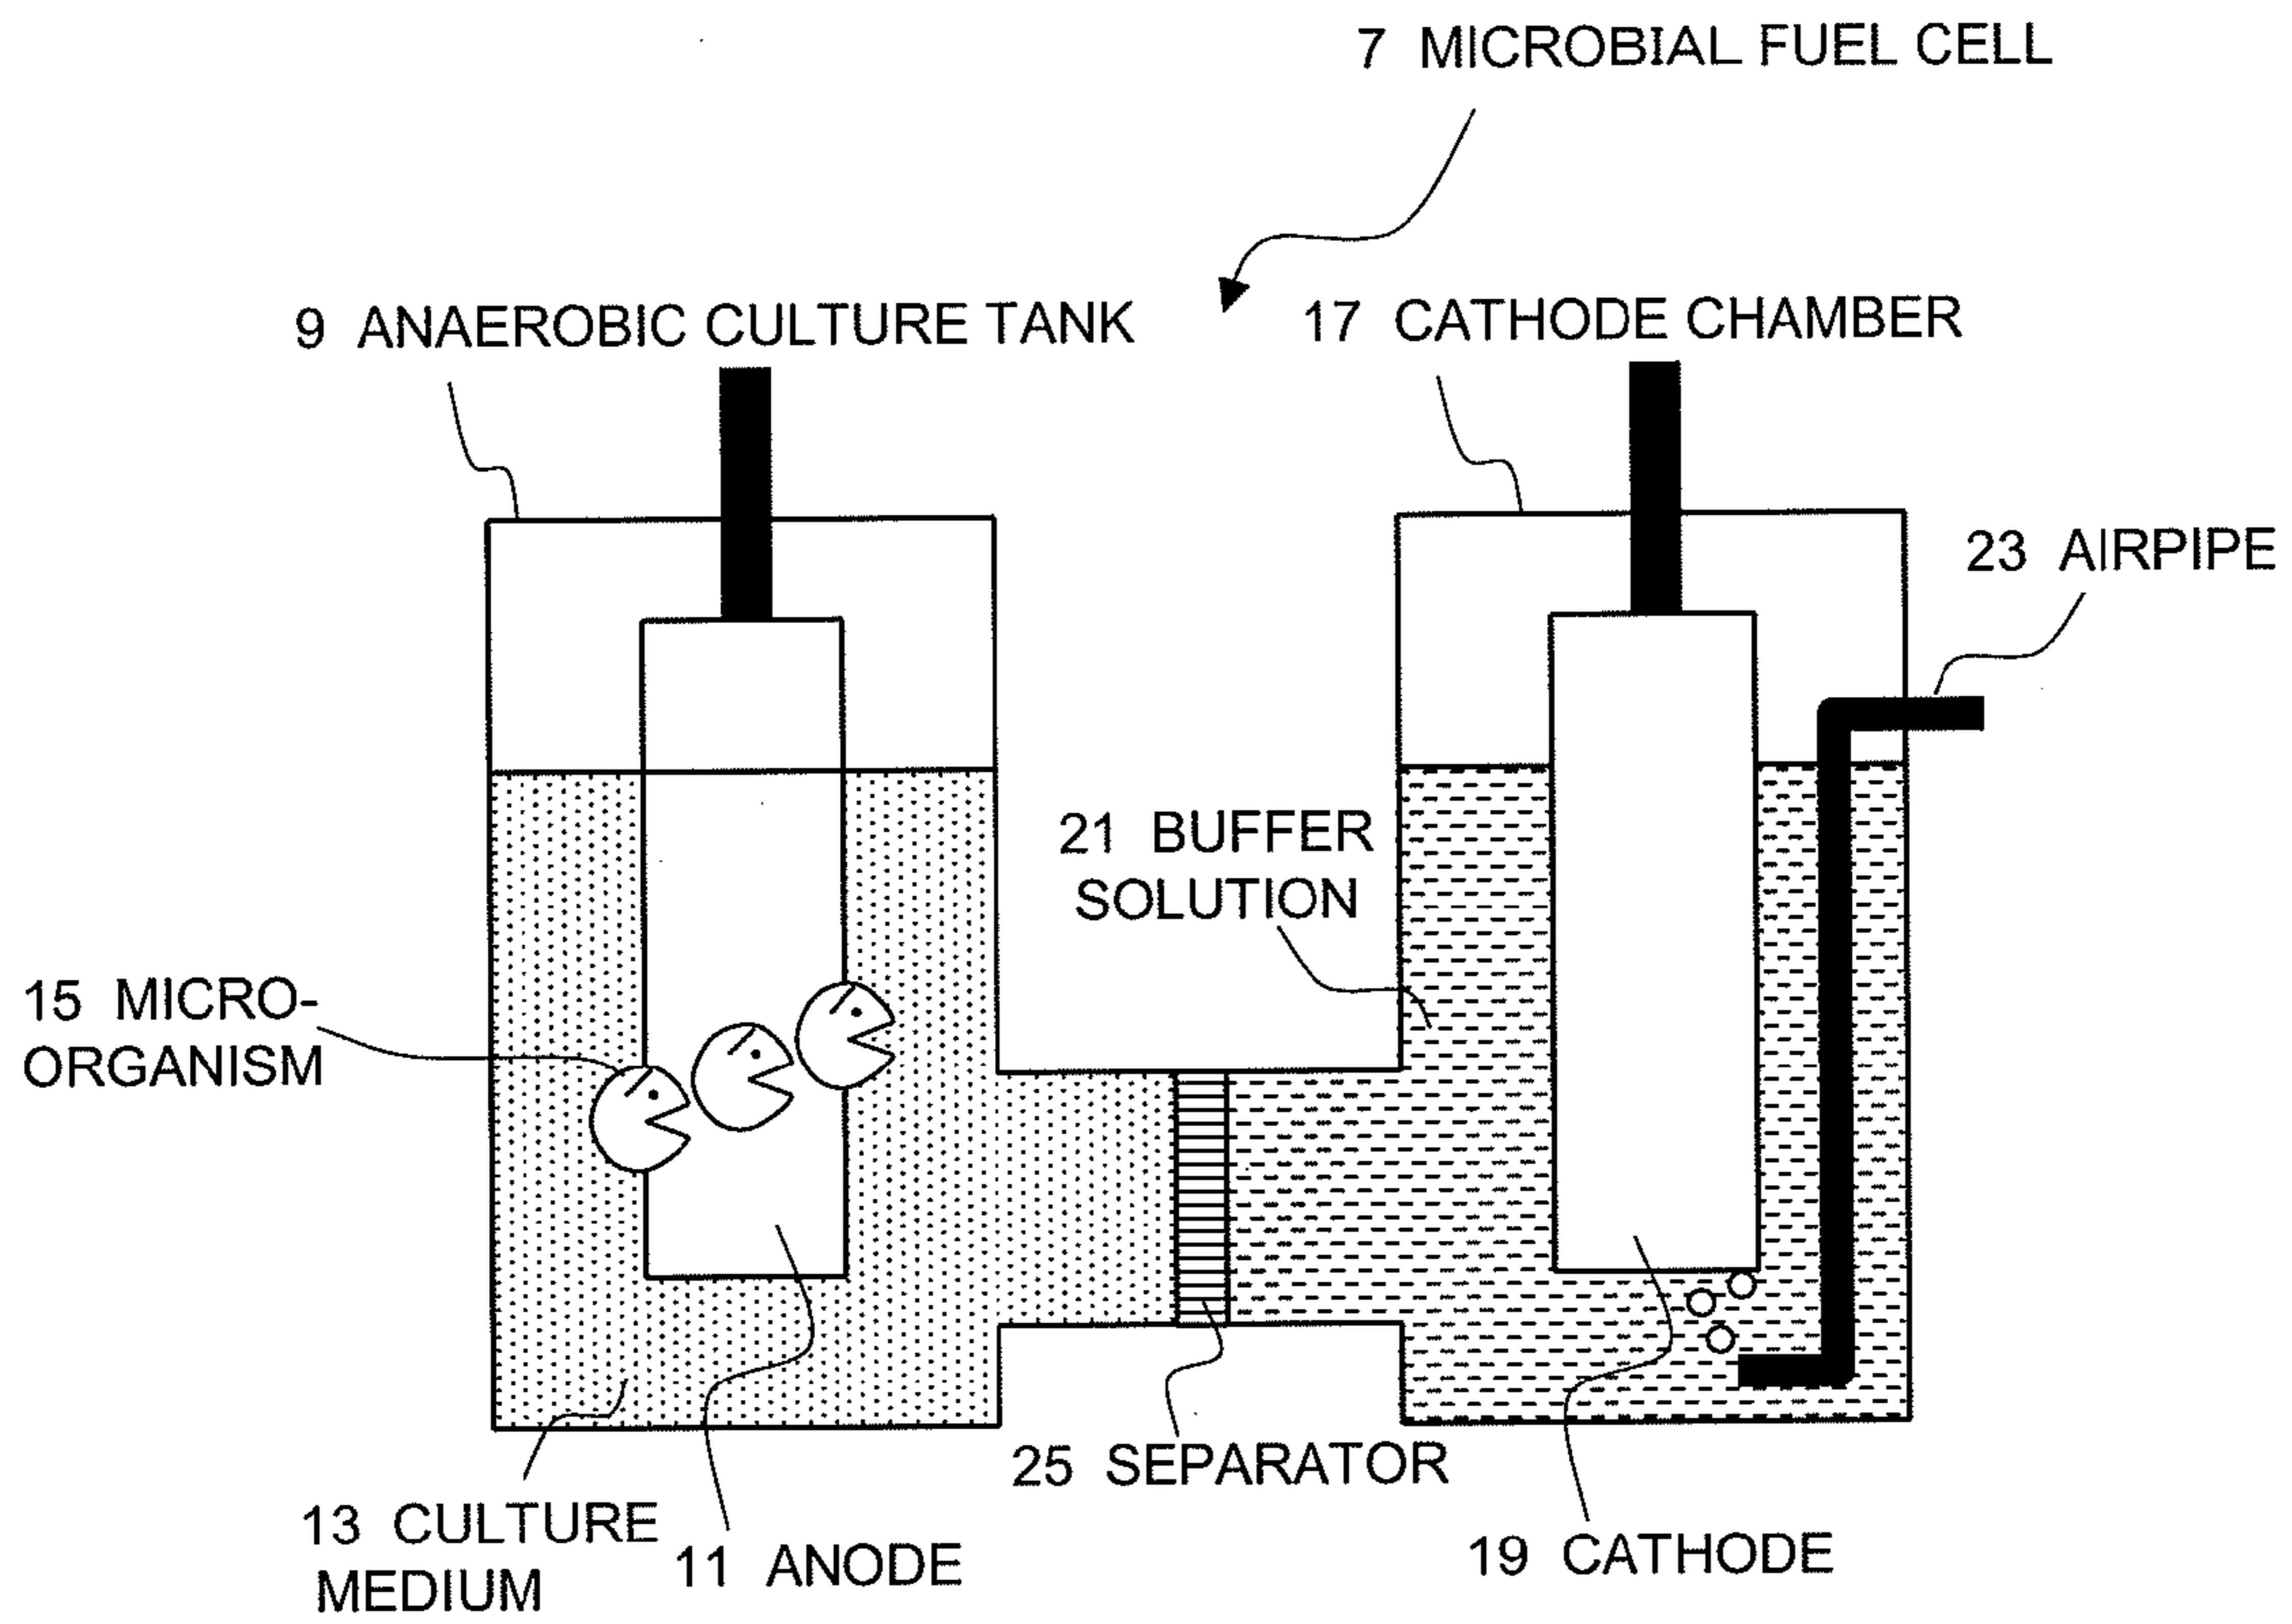 7 MICROBIAL FUEL CELL
9 ANAEROBIC CULTURE TANK
17 CATHODE CHAMBER
23 AIRPIPE
21 BUFFER
SOLUTION
15 MICRO-
ORGANISM
25 SEPARATOR
13 CULTURE
MEDIUM
11 ANODE
19 CATHODE